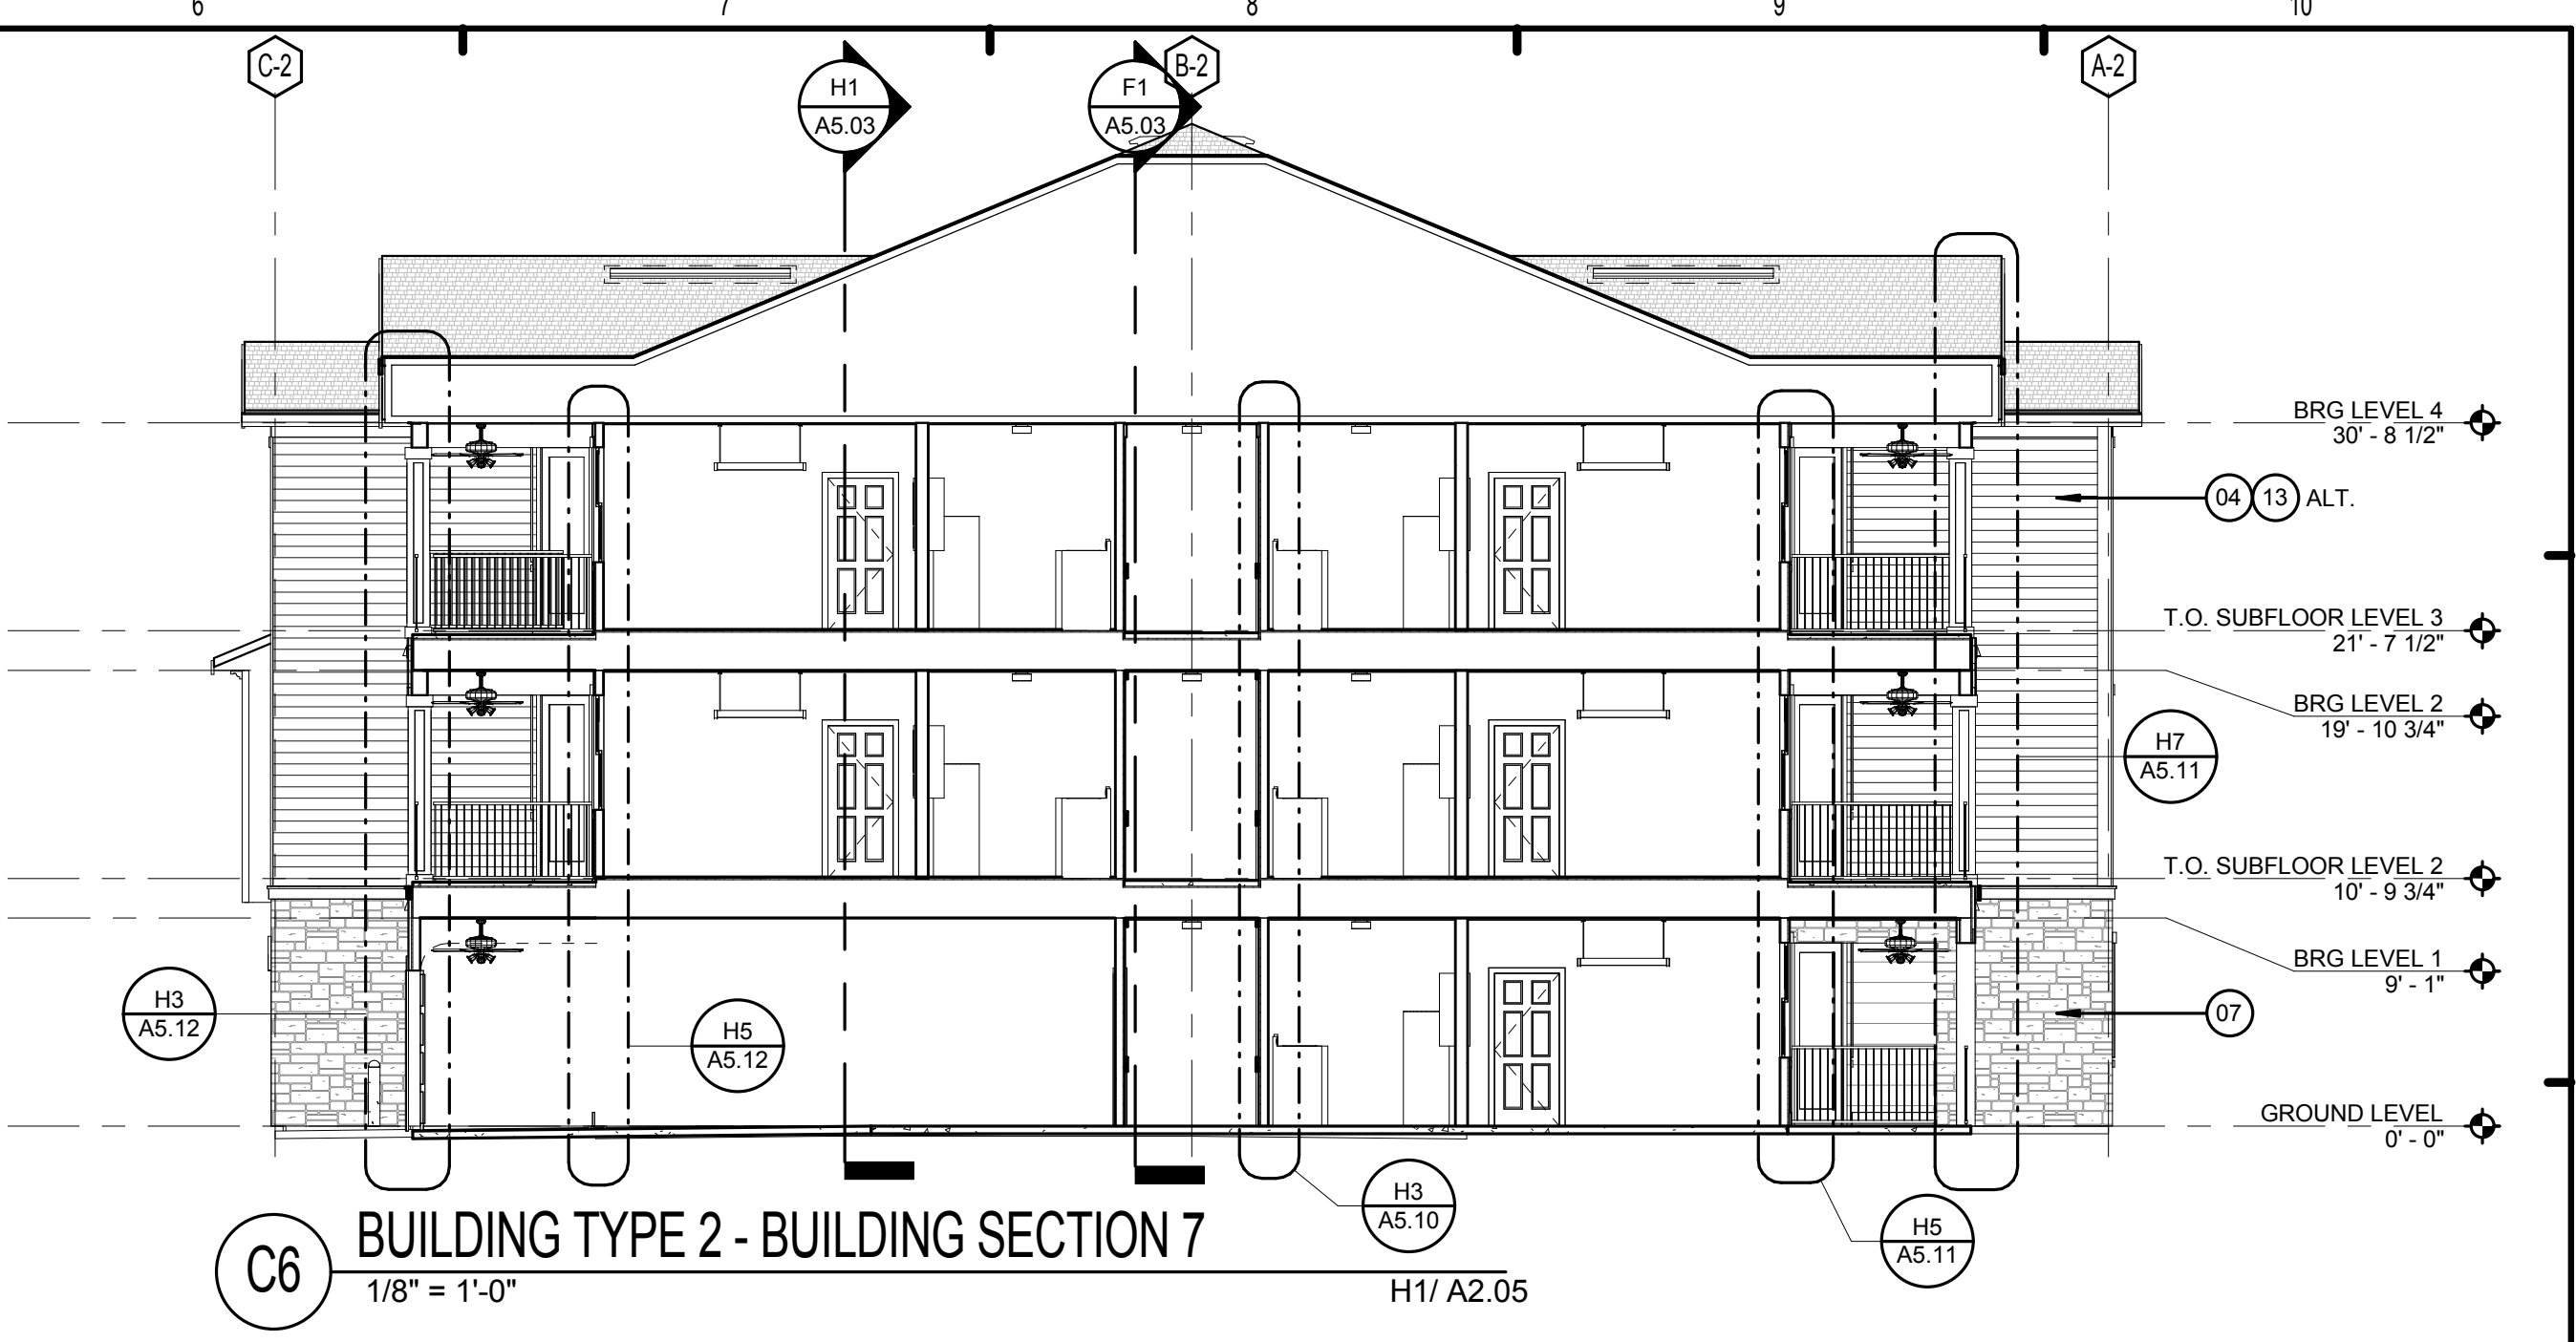 6 7 8 9 10
C-2 B-2 A-2
H1
A5.03
F1
A5.03
BRG LEVEL 4
30' - 8 1/2"
04 13 ALT.
T.O. SUBFLOOR LEVEL 3
21' - 7 1/2"
BRG LEVEL 2
19' - 10 3/4"
H7
A5.11
T.O. SUBFLOOR LEVEL 2
10' - 9 3/4"
BRG LEVEL 1
9' - 1"
H3
A5.12
H5
A5.12
07
GROUND LEVEL
0' - 0"
H3
A5.10
H5
A5.11
C6
BUILDING TYPE 2 - BUILDING SECTION 7
1/8" = 1'-0"
H1/ A2.05